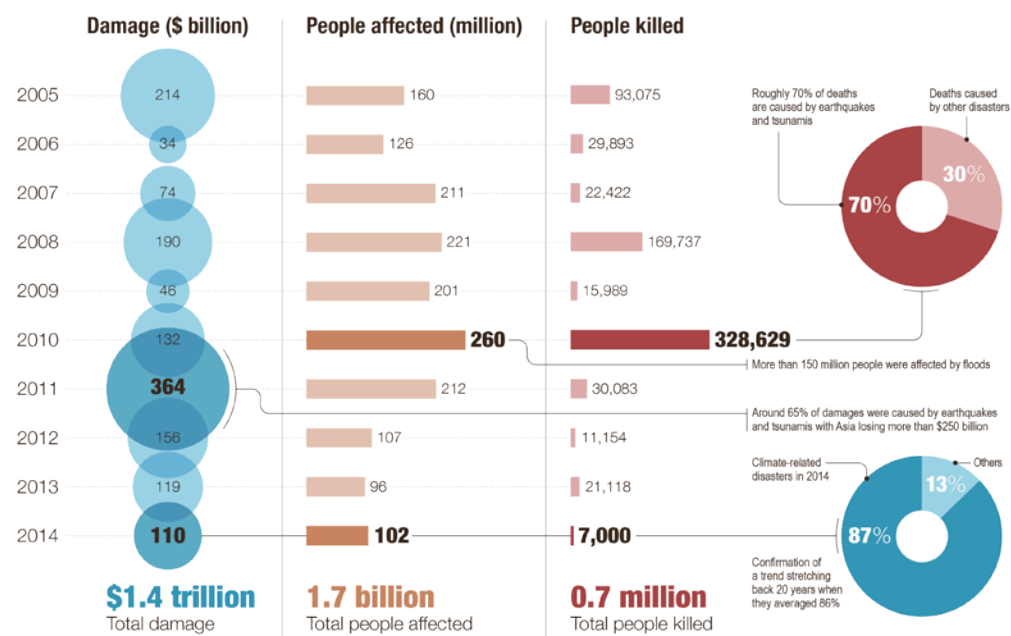 Damage ($ billion)
People affected (million)
People killed
2005
214
160
93,075
2006
34
126
29,893
2007
74
211
22,422
2008
190
221
169,737
2009
46
201
15,989
2010
132
260
328,629
2011
364
212
30,083
2012
156
107
11,154
2013
119
96
21,118
2014
110
102
7,000
$1.4 trillion
Total damage
1.7 billion
Total people affected
0.7 million
Total people killed
Roughly 70% of deaths
are caused by earthquakes
and tsunamis
Deaths caused
by other disasters
30%
70%
More than 150 million people were affected by floods
Around 65% of damages were caused by earthquakes
and tsunamis with Asia losing more than $250 billion
Climate-related
disasters in 2014
Others
13%
87%
Confirmation of
a trend stretching
back 20 years when
they averaged 86%